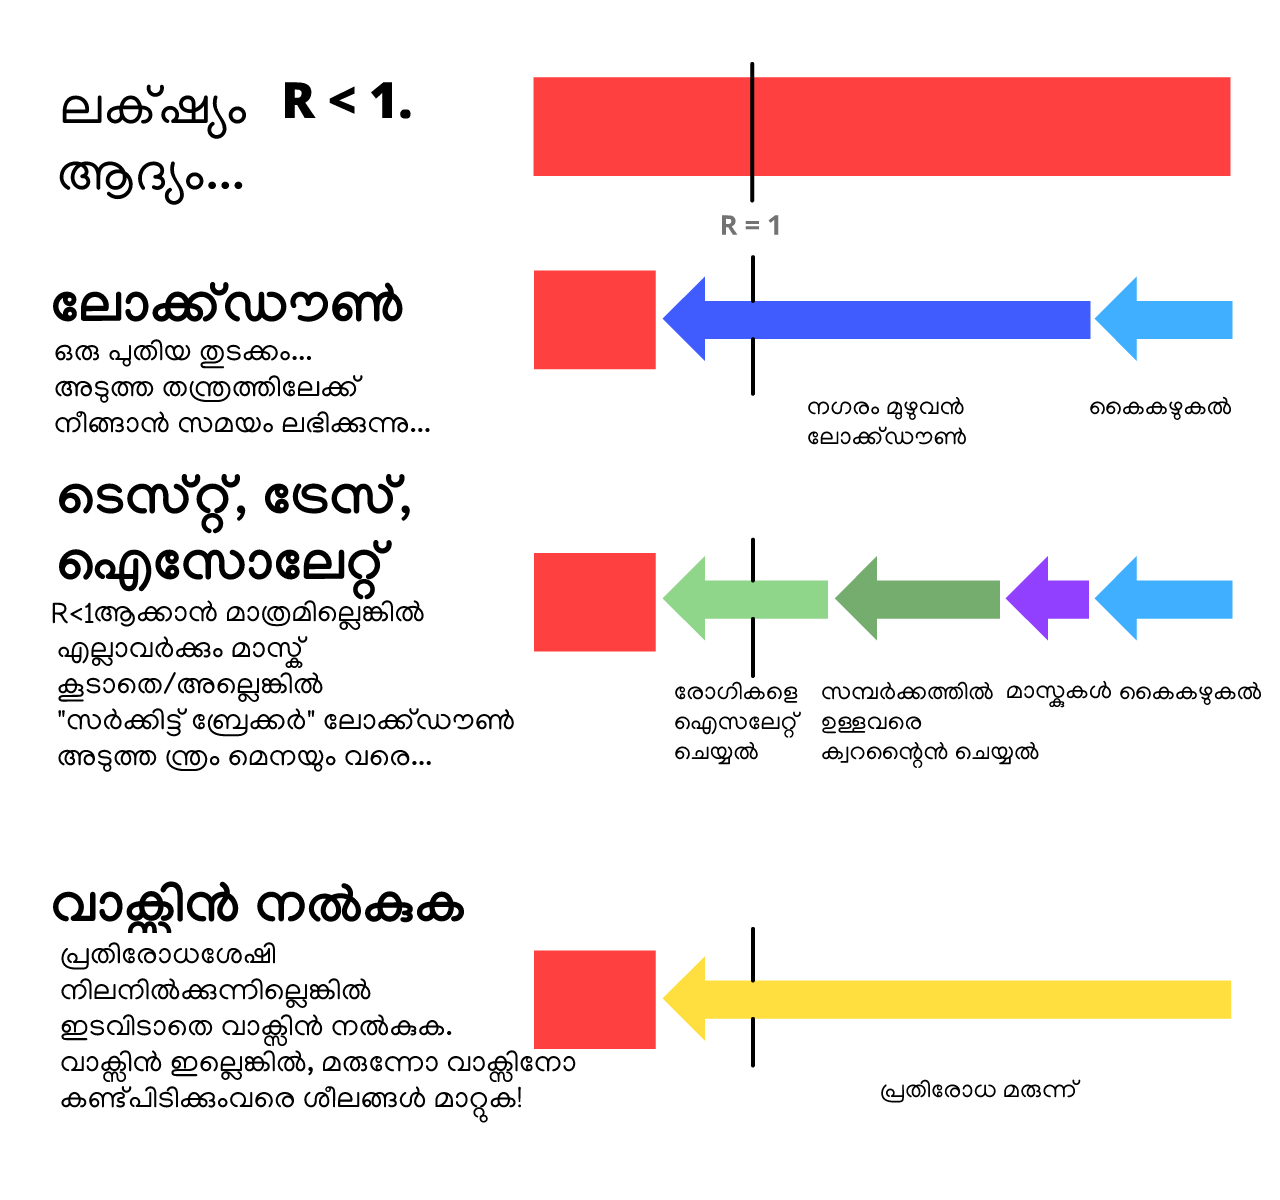 ലക്ഷ്യം R < 1.
ആദ്യം...
R = 1
ലോക്ക്ഡൗൺ
ഒരു പുതിയ തുടക്കം...
അടുത്ത തന്ത്രത്തിലേക്ക്
നീങ്ങാൻ സമയം ലഭിക്കുന്നു...
നഗരം മുഴുവൻ
ലോക്ക്ഡൗൺ
കൈകഴുകൽ
ടെസ്റ്റ്, ട്രേസ്,
ഐസോലേറ്റ്
R<1ആക്കാൻ മാത്രമില്ലെങ്കിൽ
എല്ലാവർക്കും മാസ്ക്
കൂടാതെ/അല്ലെങ്കിൽ
"സർക്കിട്ട് ബ്രേക്കർ" ലോക്ക്ഡൗൺ
അടുത്ത ന്ത്രം മെനയും വരെ...
രോഗികളെ
ഐസലേറ്റ്
ചെയ്യൽ
സമ്പർക്കത്തിൽ
ഉള്ളവരെ
ക്വറന്റൈൻ ചെയ്യൽ
മാസ്കുകൾ
കൈകഴുകൽ
വാക്സിൻ നൽകുക
പ്രതിരോധശേഷി
നിലനിൽക്കുന്നില്ലെങ്കിൽ
ഇടവിടാതെ വാക്സിൻ നൽകുക.
വാക്സിൻ ഇല്ലെങ്കിൽ, മരുന്നോ വാക്സിനോ
കണ്ട്പിടിക്കുംവരെ ശീലങ്ങൾ മാറ്റുക!
പ്രതിരോധ മരുന്ന്